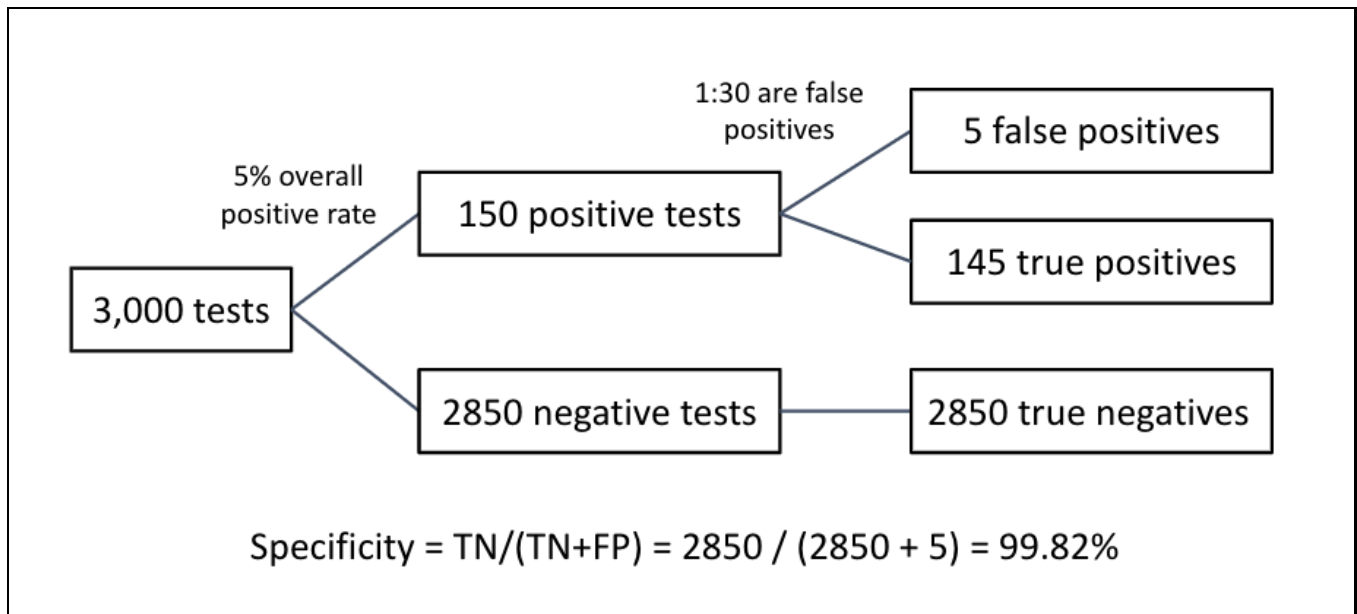 1:30 are false
positives
5 false positives
5% overall
positive rate
150 positive tests
145 true positives
3,000 tests
2850 negative tests
2850 true negatives
Specificity = TN/(TN+FP) = 2850 / (2850 + 5) = 99.82%